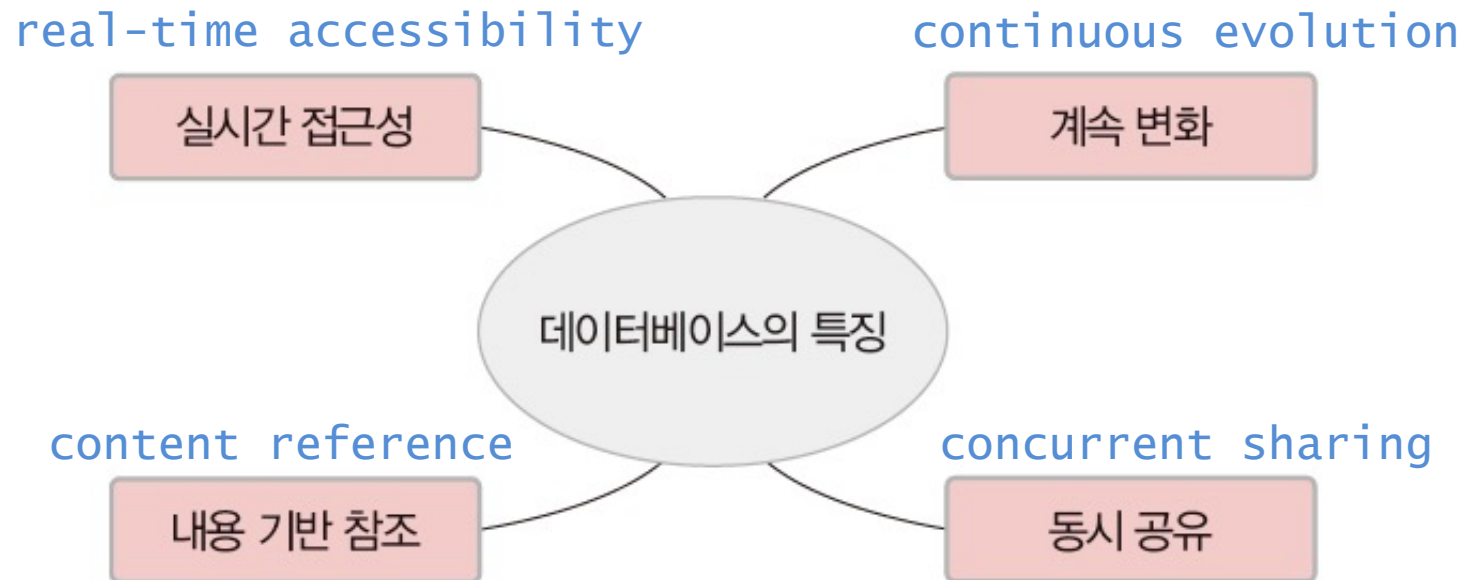 real-time accessibility
continuous evolution
실시간 접근성
계속 변화
데이터베이스의 특징
content reference
concurrent sharing
내용 기반 참조
동시 공유